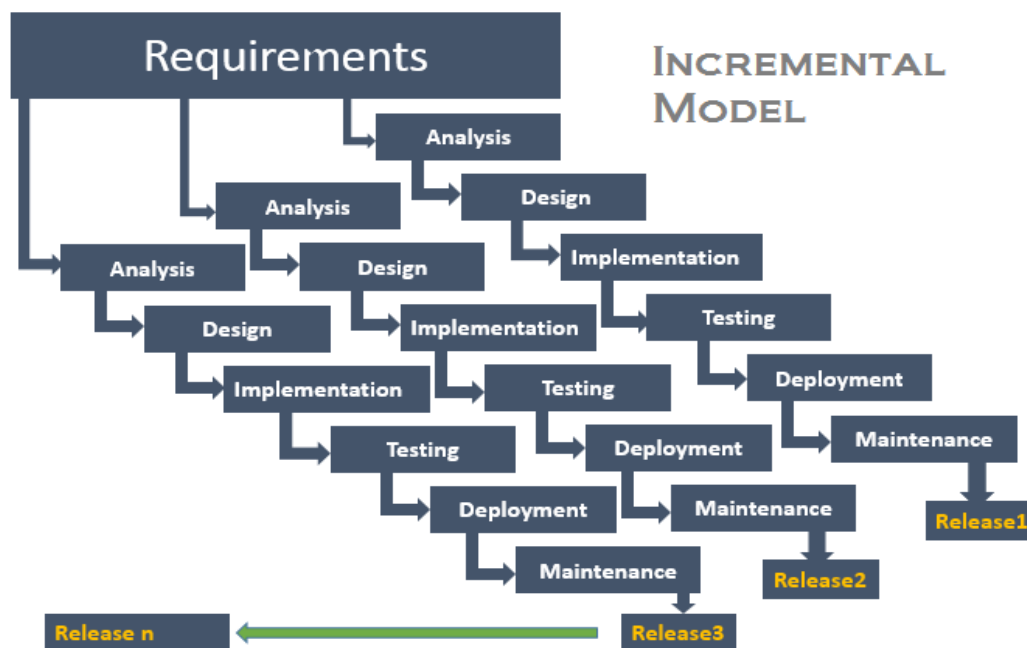 Requirements
INCREMENTAL
MODEL
Analysis
Design
Implementation
Testing
Deployment
Maintenance
Release1
Analysis
Design
Implementation
Testing
Deployment
Maintenance
Release2
Analysis
Design
Implementation
Testing
Deployment
Maintenance
Release3
Release n